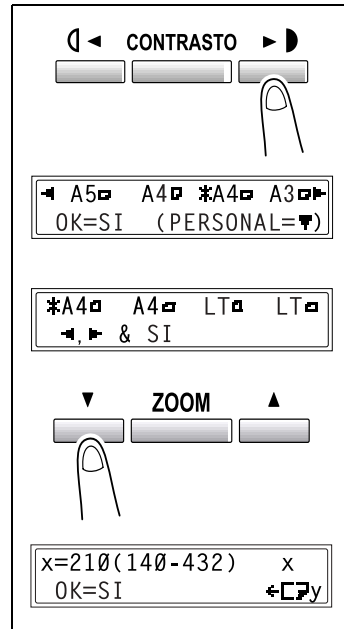 CONTRASTO
A5 A4 *A4 A3
OK=SI (PERSONAL=▼)
*A4 A4 LT LT
◄,► & SI
▼ ZOOM ▲
x=210(140-432) x
OK=SI y